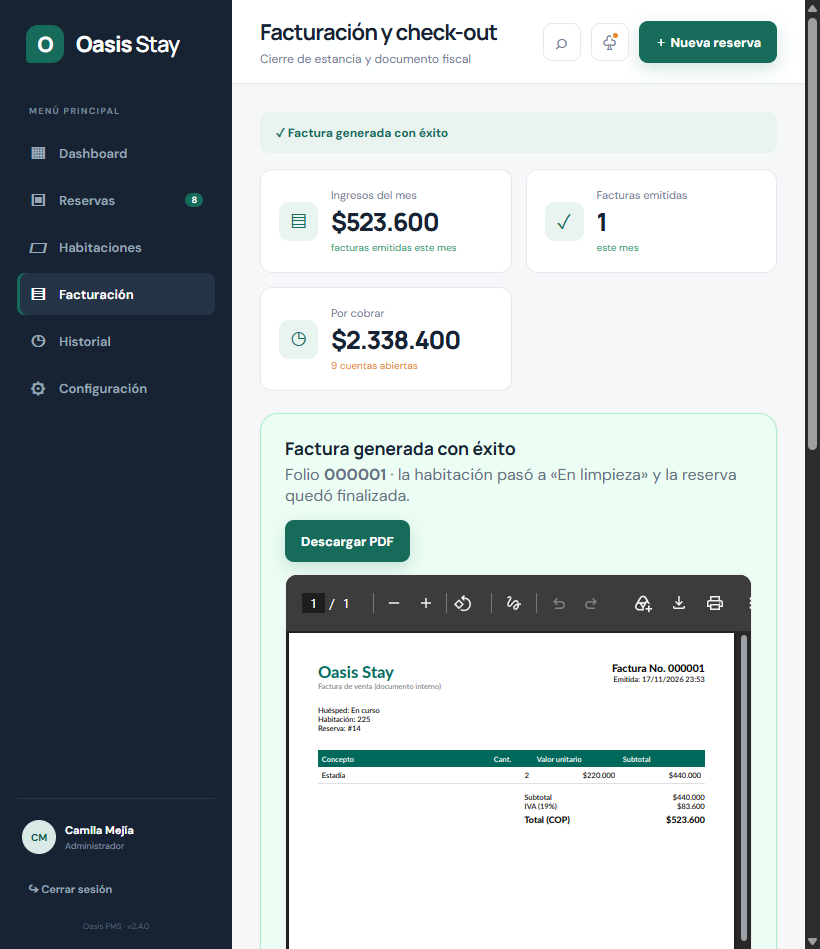 O Oasis Stay
MENÚ PRINCIPAL
Dashboard
Reservas 8
Habitaciones
Facturación
Historial
Configuración
CM Camila Mejía
Administrador
↪ Cerrar sesión
Oasis PMS · v2.4.0
Facturación y check-out
Cierre de estancia y documento fiscal
+ Nueva reserva
✓ Factura generada con éxito
Ingresos del mes
$523.600
facturas emitidas este mes
Facturas emitidas
1
este mes
Por cobrar
$2.338.400
9 cuentas abiertas
Factura generada con éxito
Folio 000001 · la habitación pasó a «En limpieza» y la reserva
quedó finalizada.
Descargar PDF
1 / 1
Oasis Stay
Factura de venta (documento interno)
Factura No. 000001
Emitida: 17/11/2026 23:53
Huésped: En curso
Habitación: 225
Reserva: #14
Concepto Cant. Valor unitario Subtotal
Estadía 2 $220.000 $440.000
Subtotal $440.000
IVA (19%) $83.600
Total (COP) $523.600